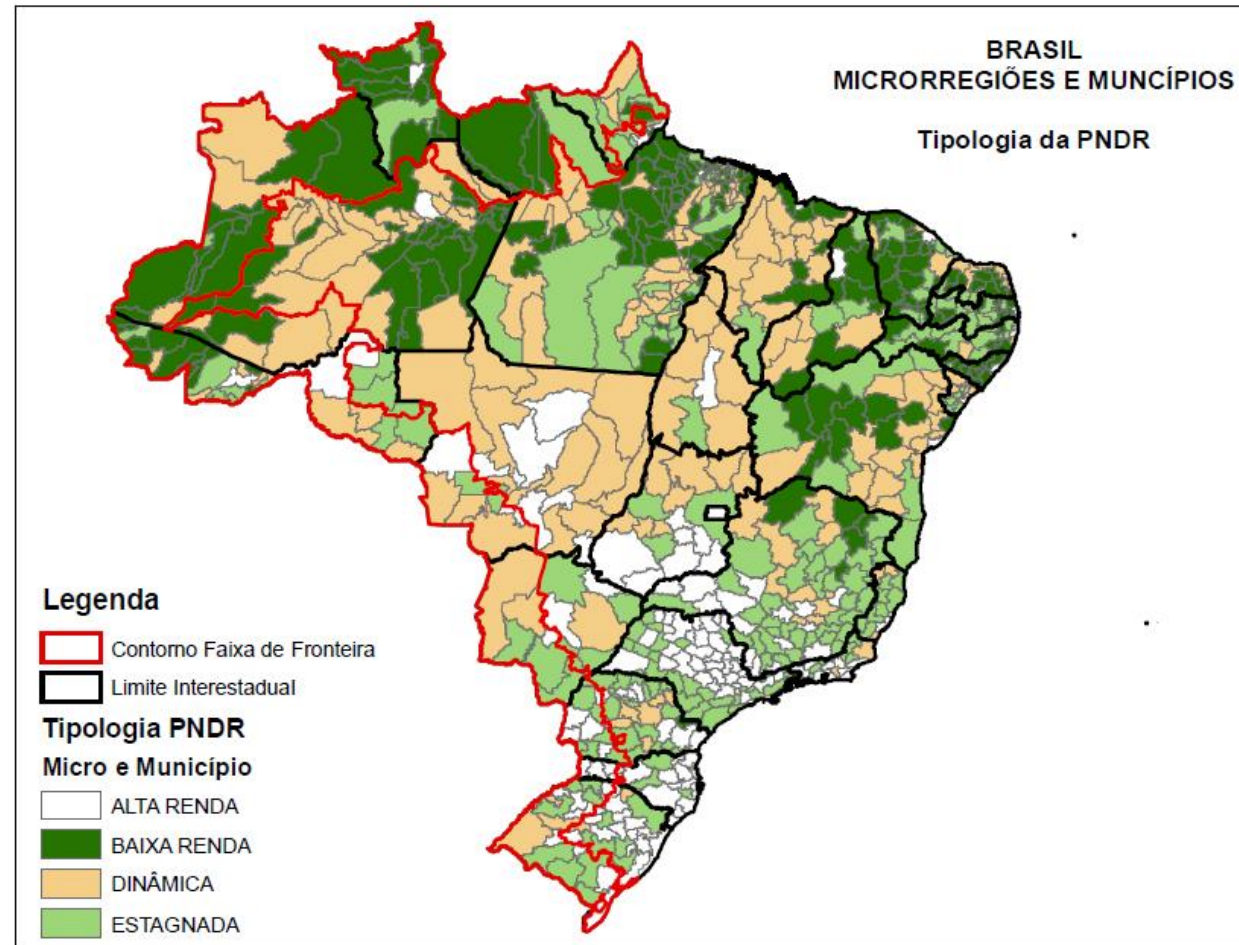 BRASIL
MICRORREGIÕES E MUNCÍPIOS
Tipologia da PNDR
Legenda
Contorno Faixa de Fronteira
Limite Interestadual
Tipologia PNDR
Micro e Município
ALTA RENDA
BAIXA RENDA
DINÂMICA
ESTAGNADA